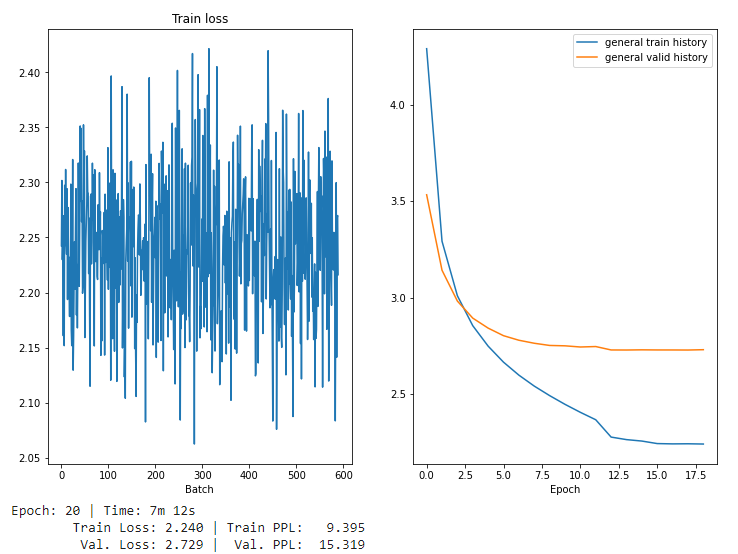 Train loss
2.40
2.35
2.30
2.25
2.20
2.15
2.10
2.05
0 100 200 300 400 500 600
Batch
general train history
general valid history
4.0
3.5
3.0
2.5
0.0 2.5 5.0 7.5 10.0 12.5 15.0 17.5
Epoch
Epoch: 20 | Time: 7m 12s
Train Loss: 2.240 | Train PPL: 9.395
Val. Loss: 2.729 | Val. PPL: 15.319